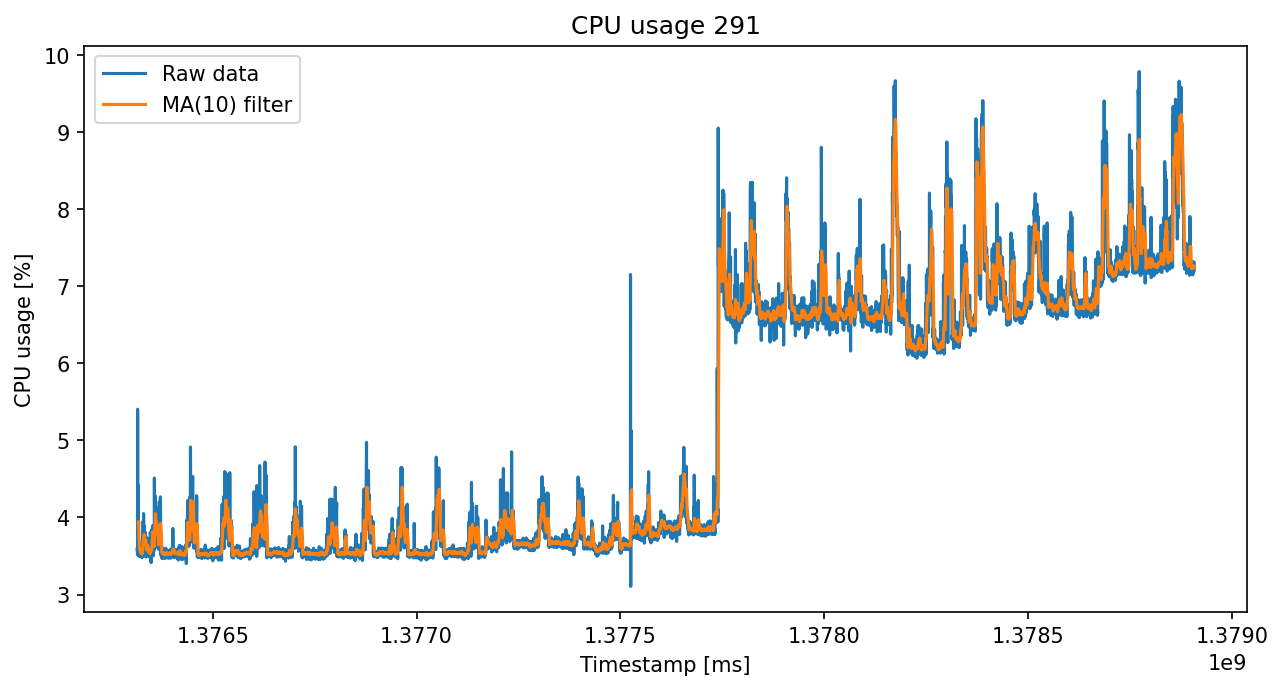 CPU usage 291
Raw data
MA(10) filter
CPU usage [%]
10
9
8
7
6
5
4
3
1.3765 1.3770 1.3775 1.3780 1.3785 1.3790
1e9
Timestamp [ms]